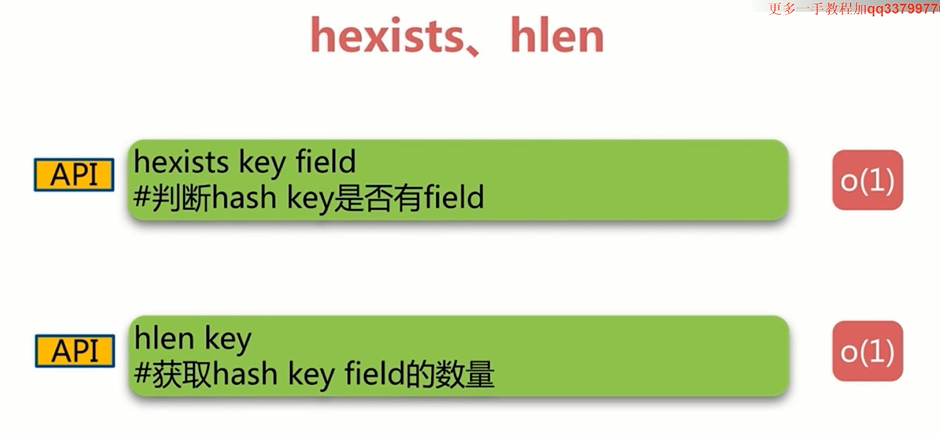 更多一手教程加qq3379977
hexists、hlen
API
hexists key field
#判断hash key是否有field
o(1)
API
hlen key
#获取hash key field的数量
o(1)